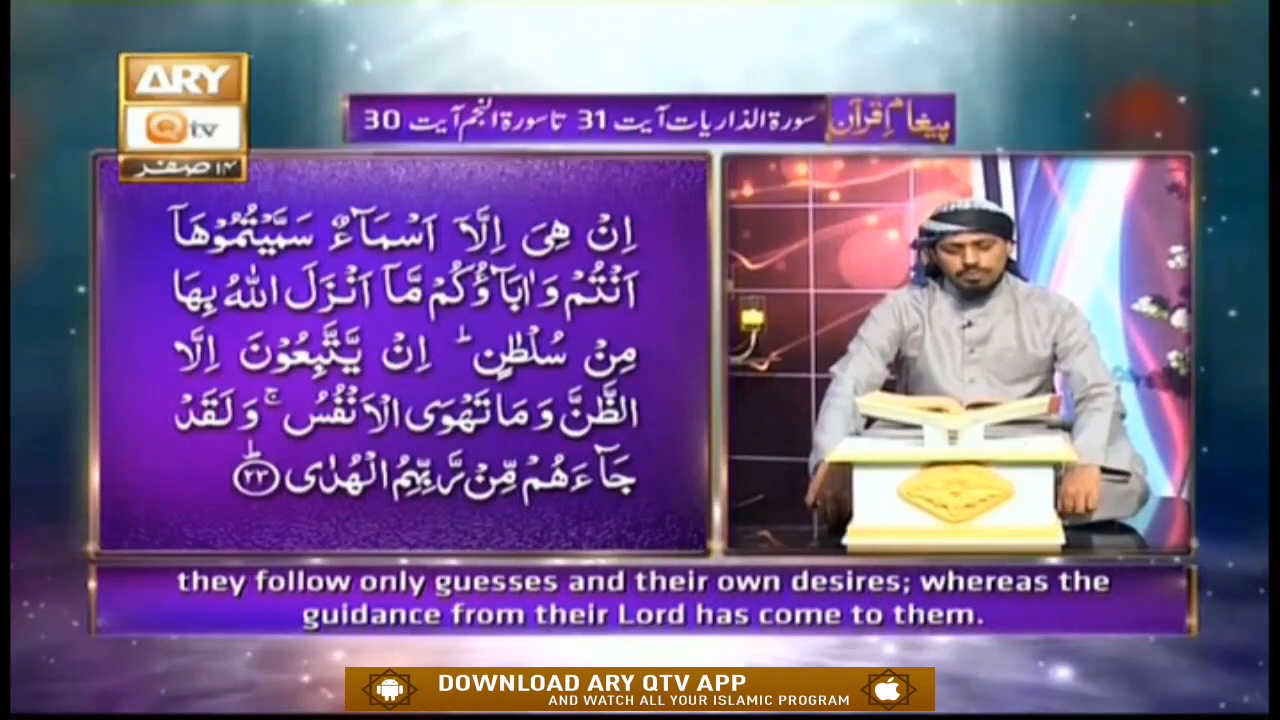 ARY
Qtv
۱۴ صفر
پیغامِ قرآن
سورۃ الذاریات آیت 31 تا سورۃ النجم آیت 30
اِنۡ هِىَ اِلَّاۤ اَسۡمَآءٌ سَمَّيۡتُمُوۡهَاۤ
اَنۡتُمۡ وَاٰبَآؤُكُمۡ مَّاۤ اَنۡزَلَ اللّٰهُ بِهَا
مِنۡ سُلۡطٰنٍ‌ؕ اِنۡ يَّتَّبِعُوۡنَ اِلَّا
الظَّنَّ وَمَا تَهۡوَى الۡاَنۡفُسُ‌ۚ وَلَقَدۡ
جَآءَهُمۡ مِّنۡ رَّبِّهِمُ الۡهُدٰىؕ‏ ﴿۲۳﴾
they follow only guesses and their own desires; whereas the
guidance from their Lord has come to them.
DOWNLOAD ARY QTV APP
AND WATCH ALL YOUR ISLAMIC PROGRAM